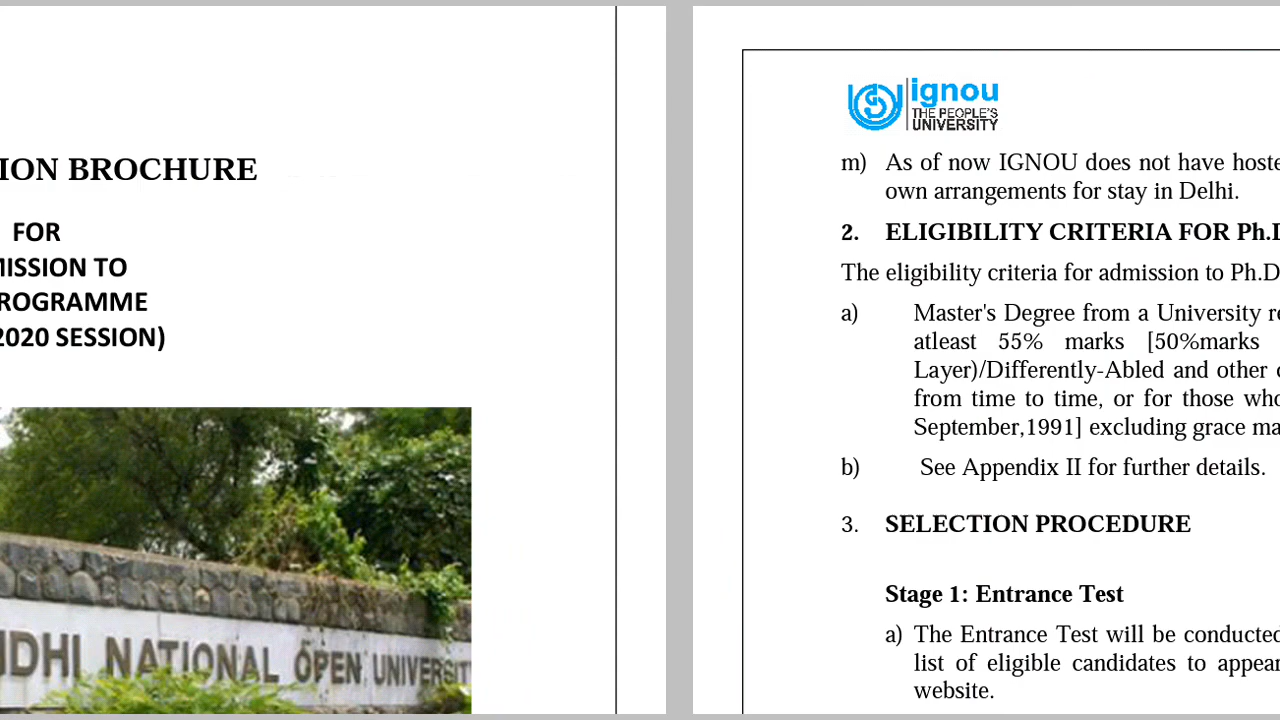 ION BROCHURE
FOR
MISSION TO
ROGRAMME
2020 SESSION)
NDHI NATIONAL OPEN UNIVERSIT
ignou
THE PEOPLE'S
UNIVERSITY
m) As of now IGNOU does not have hoste
own arrangements for stay in Delhi.
2. ELIGIBILITY CRITERIA FOR Ph.D
The eligibility criteria for admission to Ph.D
a) Master's Degree from a University re
atleast 55% marks [50%marks
Layer)/Differently-Abled and other c
from time to time, or for those who
September,1991] excluding grace ma
b) See Appendix II for further details.
3. SELECTION PROCEDURE
Stage 1: Entrance Test
a) The Entrance Test will be conducted
list of eligible candidates to appear
website.